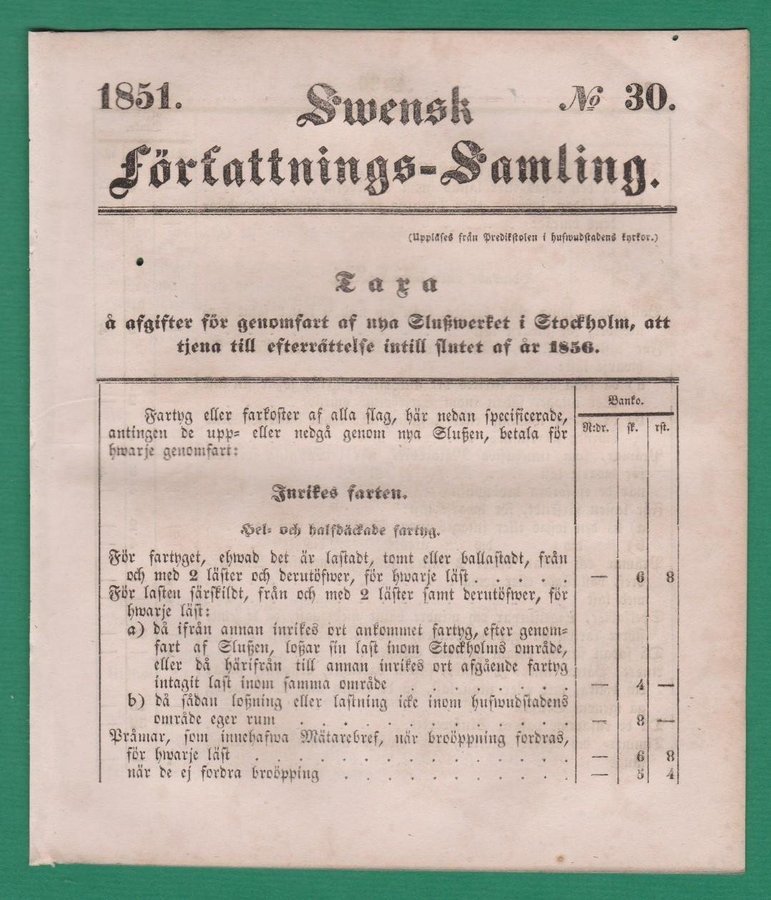 1851.
Swensk
№ 30.
Författnings-Samling.
(Uppläses från Predikstolen i hufwudstadens kyrkor.)
Taxa
å afgifter för genomfart af nya Slußwerket i Stockholm, att
tjena till efterrättelse intill slutet af år 1856.
Banko.
R:dr. sk. rst.
Fartyg eller farkoster af alla slag, här nedan specificerade,
antingen de upp- eller nedgå genom nya Slußen, betala för
hwarje genomfart:
Inrikes farten.
Hel- och halfdäckade fartyg.
För fartyget, ehwad det är lastadt, tomt eller ballastadt, från
och med 2 läster och derutöfwer, för hwarje läst . . . . . — 6 8
För lasten särskildt, från och med 2 läster samt derutöfwer, för
hwarje läst:
a) då ifrån annan inrikes ort ankommet fartyg, efter genom=
fart af Slußen, loßar sin last inom Stockholms område,
eller då härifrån till annan inrikes ort afgående fartyg
intagit last inom samma område . . . . . . . — 4 —
b) då sådan loßning eller lastning icke inom hufwudstadens
område eger rum . . . . . . . . . . . — 8 —
Pråmar, som innehafwa Mätarebref, när broöppning fordras,
för hwarje läst . . . . . . . . . . . . . — 6 8
när de ej fordra broöpping . . . . . . . . . — 5 4